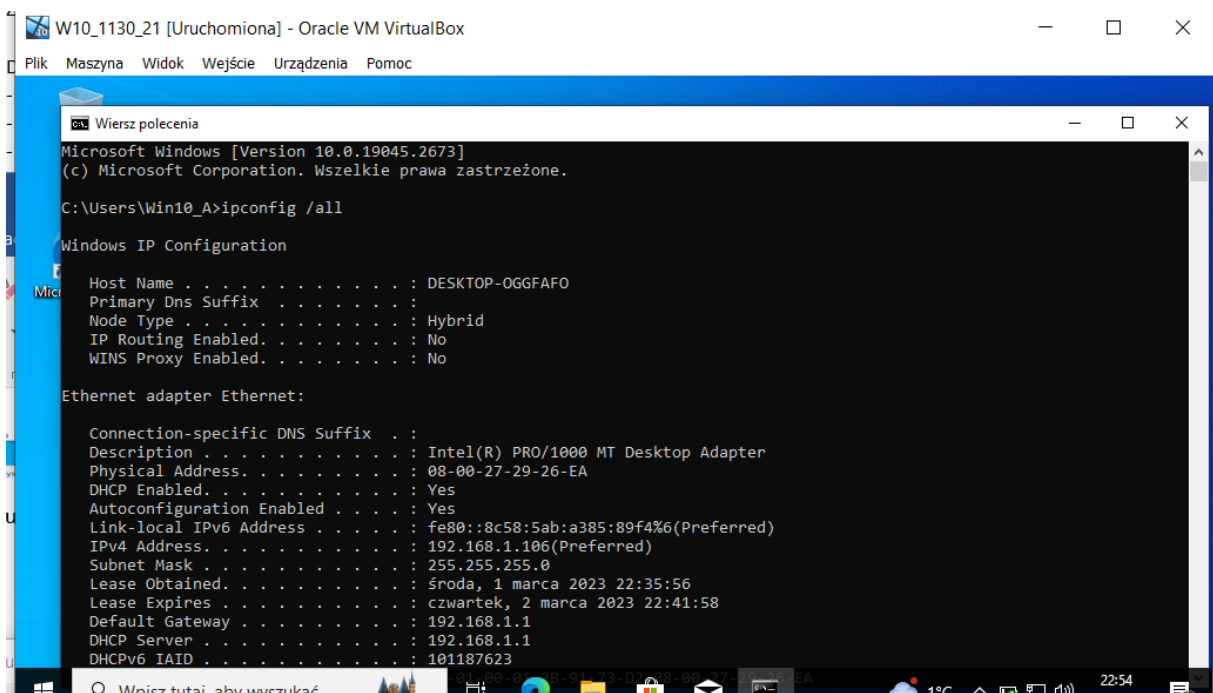 W10_1130_21 [Uruchomiona] - Oracle VM VirtualBox
Plik Maszyna Widok Wejście Urządzenia Pomoc
Wiersz polecenia
Microsoft Windows [Version 10.0.19045.2673]
(c) Microsoft Corporation. Wszelkie prawa zastrzeżone.
C:\Users\Win10_A>ipconfig /all
Windows IP Configuration
Host Name . . . . . . . . . . . . : DESKTOP-OGGFAFO
Primary Dns Suffix . . . . . . . :
Node Type . . . . . . . . . . . . : Hybrid
IP Routing Enabled. . . . . . . . : No
WINS Proxy Enabled. . . . . . . . : No
Ethernet adapter Ethernet:
Connection-specific DNS Suffix . :
Description . . . . . . . . . . . : Intel(R) PRO/1000 MT Desktop Adapter
Physical Address. . . . . . . . . : 08-00-27-29-26-EA
DHCP Enabled. . . . . . . . . . . : Yes
Autoconfiguration Enabled . . . . : Yes
Link-local IPv6 Address . . . . . : fe80::8c58:5ab:a385:89f4%6(Preferred)
IPv4 Address. . . . . . . . . . . : 192.168.1.106(Preferred)
Subnet Mask . . . . . . . . . . . : 255.255.255.0
Lease Obtained. . . . . . . . . . : środa, 1 marca 2023 22:35:56
Lease Expires . . . . . . . . . . : czwartek, 2 marca 2023 22:41:58
Default Gateway . . . . . . . . . : 192.168.1.1
DHCP Server . . . . . . . . . . . : 192.168.1.1
DHCPv6 IAID . . . . . . . . . . . : 101187623
Wpisz tutaj, aby wyszukać
1°C
22:54